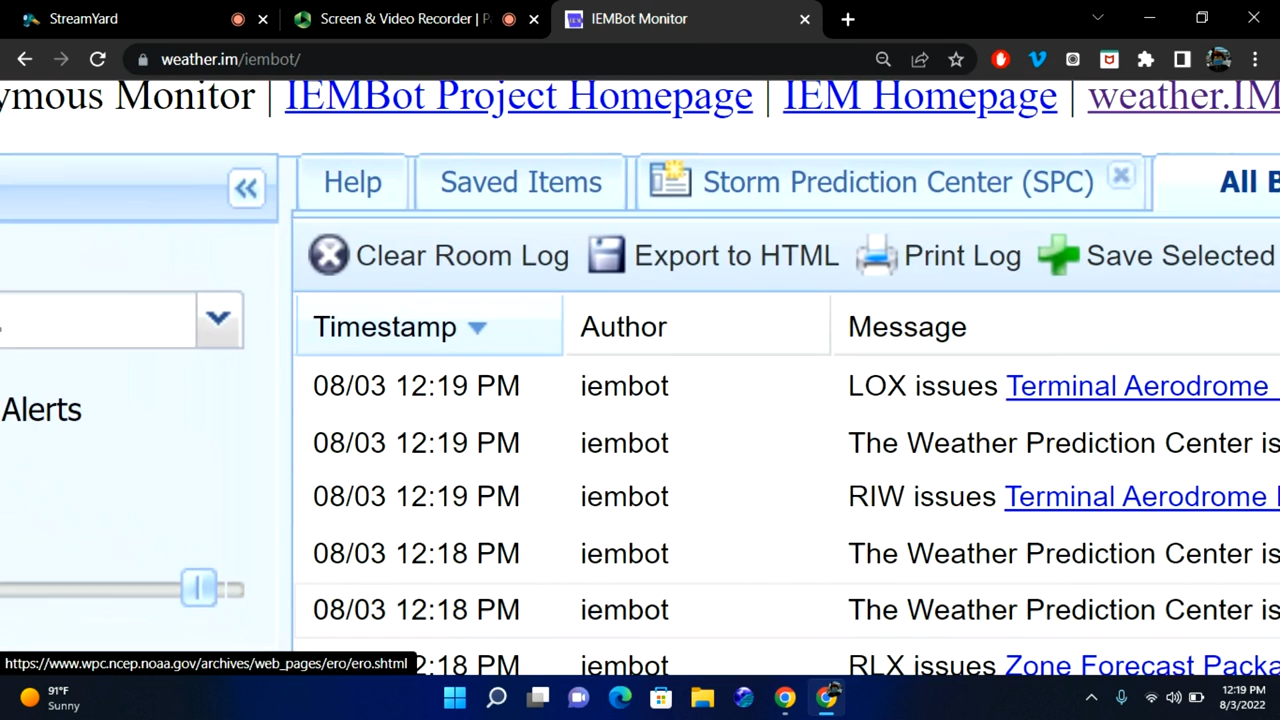 StreamYard
Screen & Video Recorder |
IEMBot Monitor
weather.im/iembot/
ymous Monitor | IEMBot Project Homepage | IEM Homepage | weather.IM
Help
Saved Items
Storm Prediction Center (SPC)
All B
Clear Room Log
Export to HTML
Print Log
Save Selected
Timestamp
Author
Message
Alerts
08/03 12:19 PM iembot LOX issues Terminal Aerodrome
08/03 12:19 PM iembot The Weather Prediction Center is
08/03 12:19 PM iembot RIW issues Terminal Aerodrome
08/03 12:18 PM iembot The Weather Prediction Center is
08/03 12:18 PM iembot The Weather Prediction Center is
12:18 PM iembot RLX issues Zone Forecast Packa
https://www.wpc.ncep.noaa.gov/archives/web_pages/ero/ero.shtml
91°F
Sunny
12:19 PM
8/3/2022